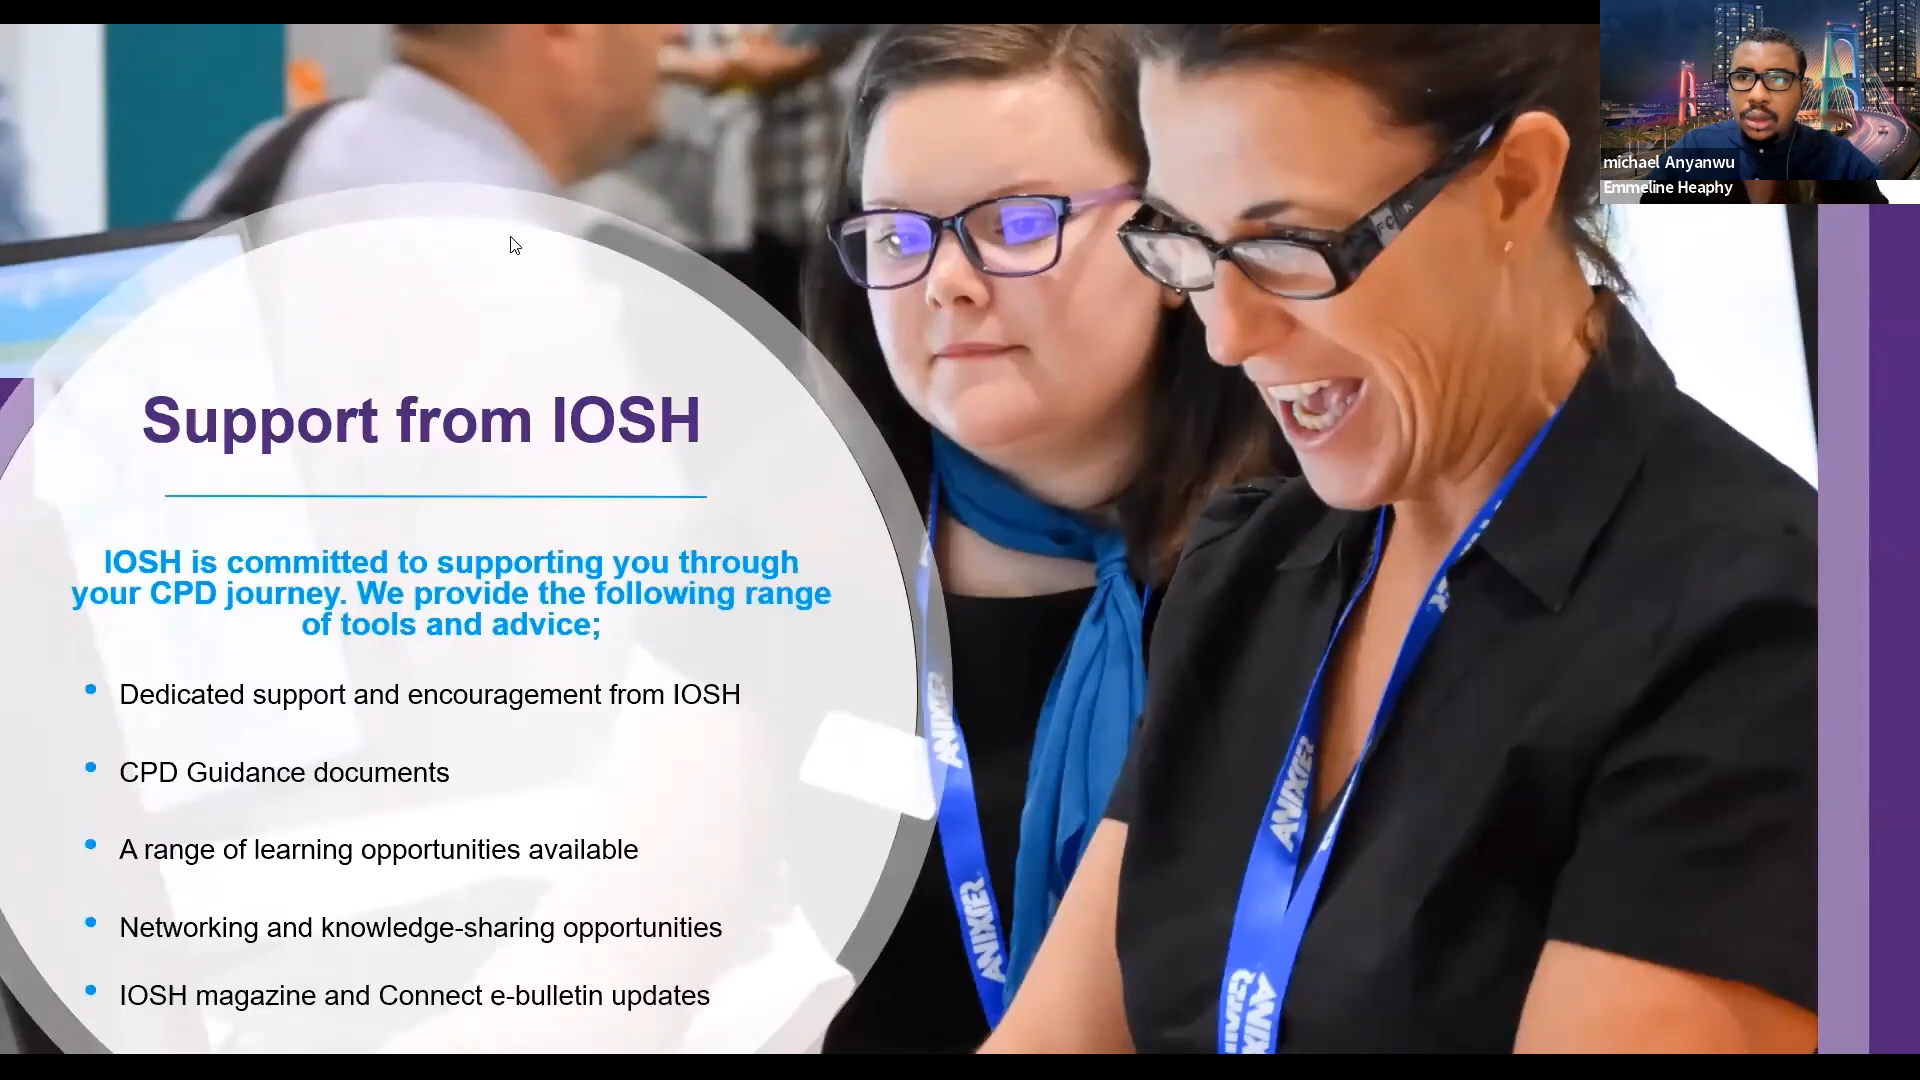 michael Anyanwu
Emmeline Heaphy
Support from IOSH
IOSH is committed to supporting you through
your CPD journey. We provide the following range
of tools and advice;
Dedicated support and encouragement from IOSH
CPD Guidance documents
A range of learning opportunities available
Networking and knowledge-sharing opportunities
IOSH magazine and Connect e-bulletin updates
ANIXTER
ANIXTER
ANIXTER
ANIXTER